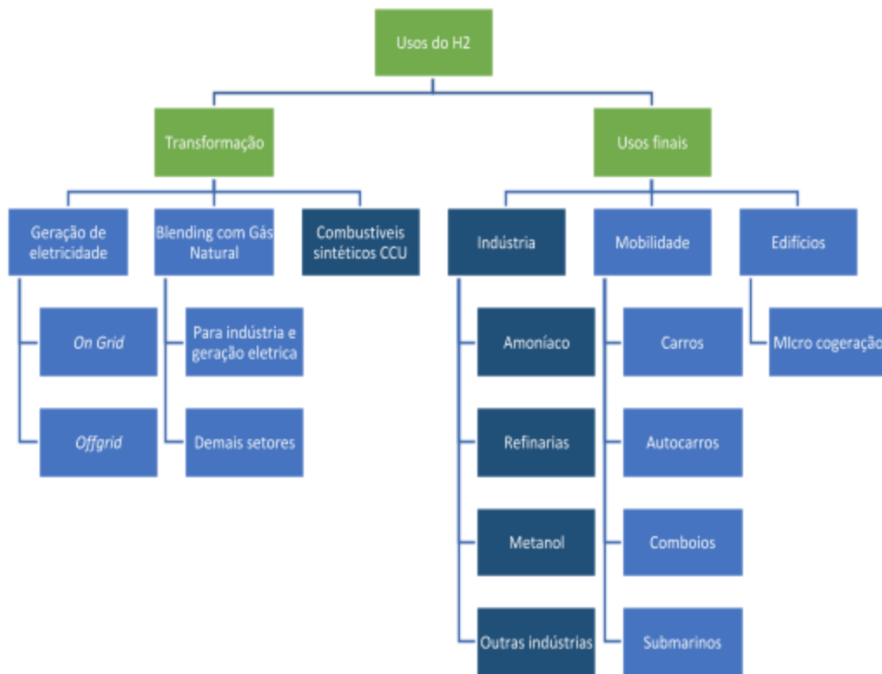 Usos do H2
Transformação
Usos finais
Geração de
eletricidade
Blending com Gás
Natural
Combustíveis
sintéticos CCU
Indústria
Mobilidade
Edifícios
On Grid
Para indústria e
geração eletrica
Amoníaco
Carros
MIcro cogeração
Offgrid
Demais setores
Refinarias
Autocarros
Metanol
Comboios
Outras indústrias
Submarinos